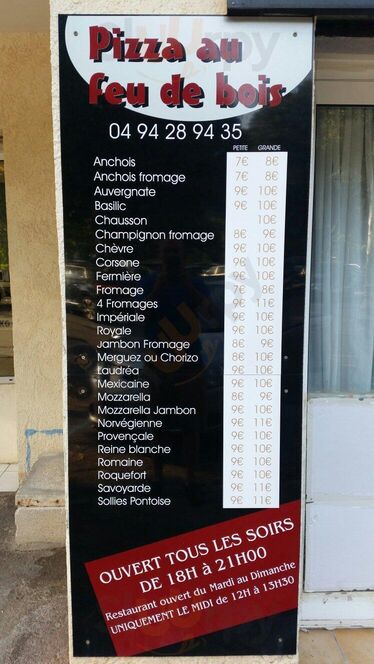 Pizza au
feu de bois
04 94 28 94 35
PETITE GRANDE
Anchois 7€ 8€
Anchois fromage 7€ 8€
Auvergnate 9€ 10€
Basilic 9€ 10€
Chausson 10€
Champignon fromage 8€ 9€
Chèvre 9€ 10€
Corsone 9€ 10€
Fermière 9€ 10€
Fromage 7€ 8€
4 Fromages 9€ 11€
Impériale 9€ 10€
Royale 9€ 10€
Jambon Fromage 8€ 9€
Merguez ou Chorizo 8€ 10€
Laudréa 9€ 10€
Mexicaine 9€ 10€
Mozzarella 8€ 9€
Mozzarella Jambon 9€ 10€
Norvégienne 9€ 11€
Provençale 9€ 10€
Reine blanche 9€ 10€
Romaine 9€ 10€
Roquefort 9€ 10€
Savoyarde 9€ 11€
Sollies Pontoise 9€ 11€
OUVERT TOUS LES SOIRS
DE 18H à 21H00
Restaurant ouvert du Mardi au Dimanche
UNIQUEMENT LE MIDI de 12H à 13H30